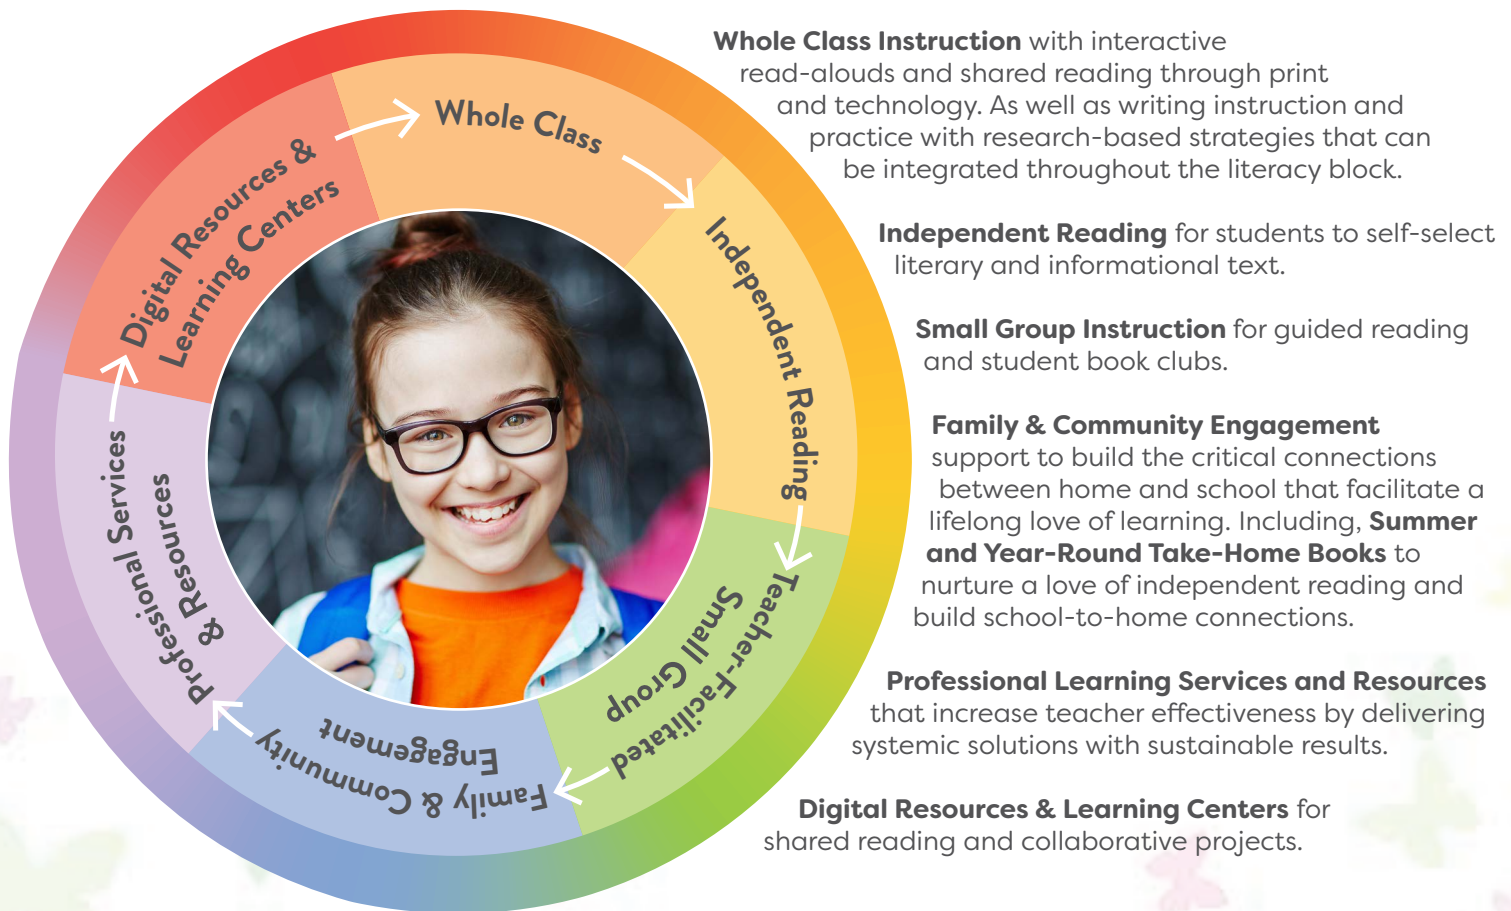 Whole Class
Independent Reading
Teacher-Facilitated
Small Group
Family & Community
Engagement
Professional Services
& Resources
Digital Resources &
Learning Centers
Whole Class Instruction with interactive
read-alouds and shared reading through print
and technology. As well as writing instruction and
practice with research-based strategies that can
be integrated throughout the literacy block.
Independent Reading for students to self-select
literary and informational text.
Small Group Instruction for guided reading
and student book clubs.
Family & Community Engagement
support to build the critical connections
between home and school that facilitate a
lifelong love of learning. Including, Summer
and Year-Round Take-Home Books to
nurture a love of independent reading and
build school-to-home connections.
Professional Learning Services and Resources
that increase teacher effectiveness by delivering
systemic solutions with sustainable results.
Digital Resources & Learning Centers for
shared reading and collaborative projects.